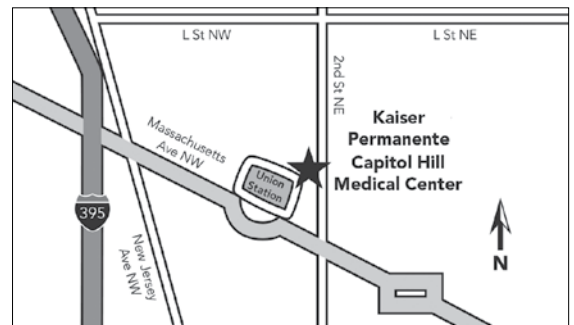 L St NW
L St NE
2nd St NE
Kaiser
Permanente
Capitol Hill
Medical Center
Massachusetts
Ave NW
Union
Station
395
New Jersey
Ave NW
N